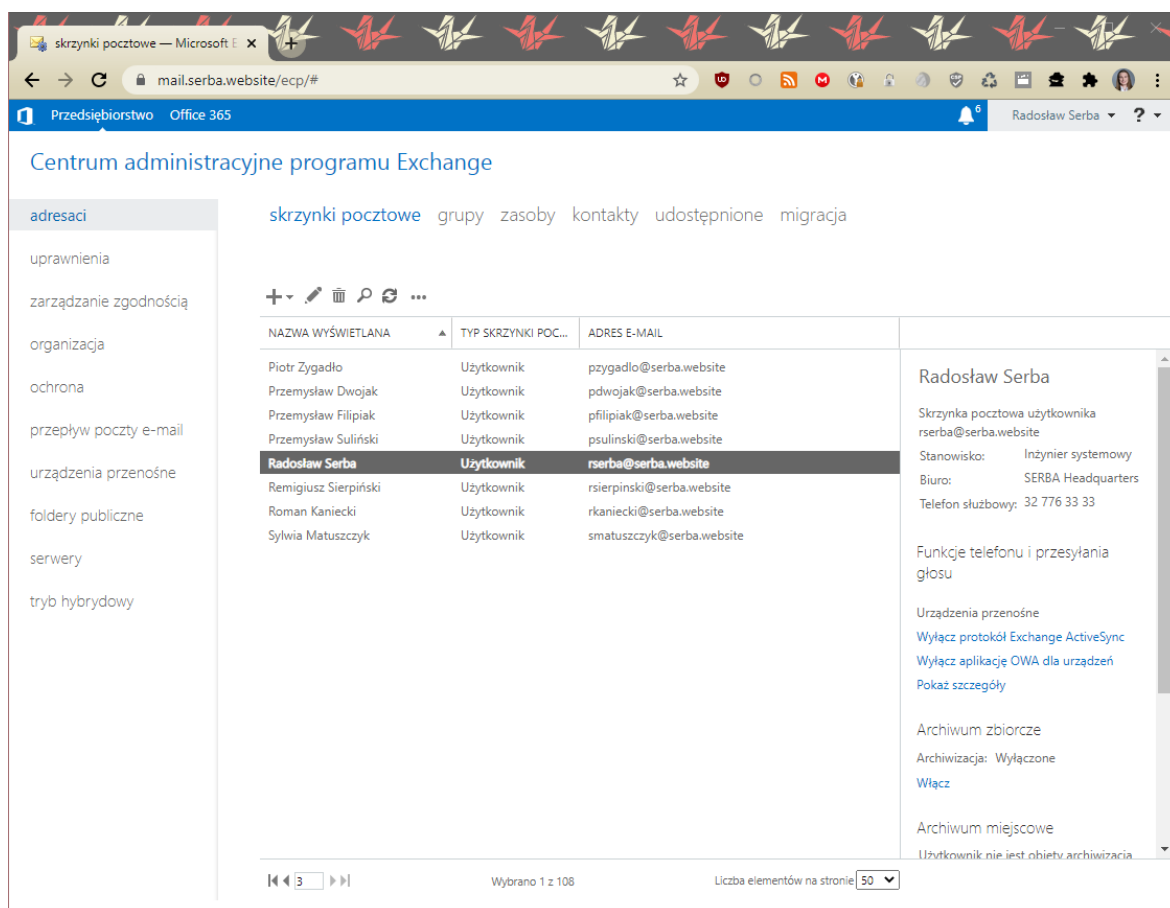 skrzynki pocztowe — Microsoft E
mail.serba.website/ecp/#
Przedsiębiorstwo Office 365
6
Radosław Serba ?
Centrum administracyjne programu Exchange
adresaci
uprawnienia
zarządzanie zgodnością
organizacja
ochrona
przepływ poczty e-mail
urządzenia przenośne
foldery publiczne
serwery
tryb hybrydowy
skrzynki pocztowe grupy zasoby kontakty udostępnione migracja
NAZWA WYŚWIETLANA TYP SKRZYNKI POC... ADRES E-MAIL
Piotr Zygadło Użytkownik pzygadlo@serba.website
Przemysław Dwojak Użytkownik pdwojak@serba.website
Przemysław Filipiak Użytkownik pfilipiak@serba.website
Przemysław Suliński Użytkownik psulinski@serba.website
Radosław Serba Użytkownik rserba@serba.website
Remigiusz Sierpiński Użytkownik rsierpinski@serba.website
Roman Kaniecki Użytkownik rkaniecki@serba.website
Sylwia Matuszczyk Użytkownik smatuszczyk@serba.website
Radosław Serba
Skrzynka pocztowa użytkownika
rserba@serba.website
Stanowisko: Inżynier systemowy
Biuro: SERBA Headquarters
Telefon służbowy: 32 776 33 33
Funkcje telefonu i przesyłania
głosu
Urządzenia przenośne
Wyłącz protokół Exchange ActiveSync
Wyłącz aplikację OWA dla urządzeń
Pokaż szczegóły
Archiwum zbiorcze
Archiwizacja: Wyłączone
Włącz
Archiwum miejscowe
Użytkownik nie jest objęty archiwizacją
3
Wybrano 1 z 108
Liczba elementów na stronie 50